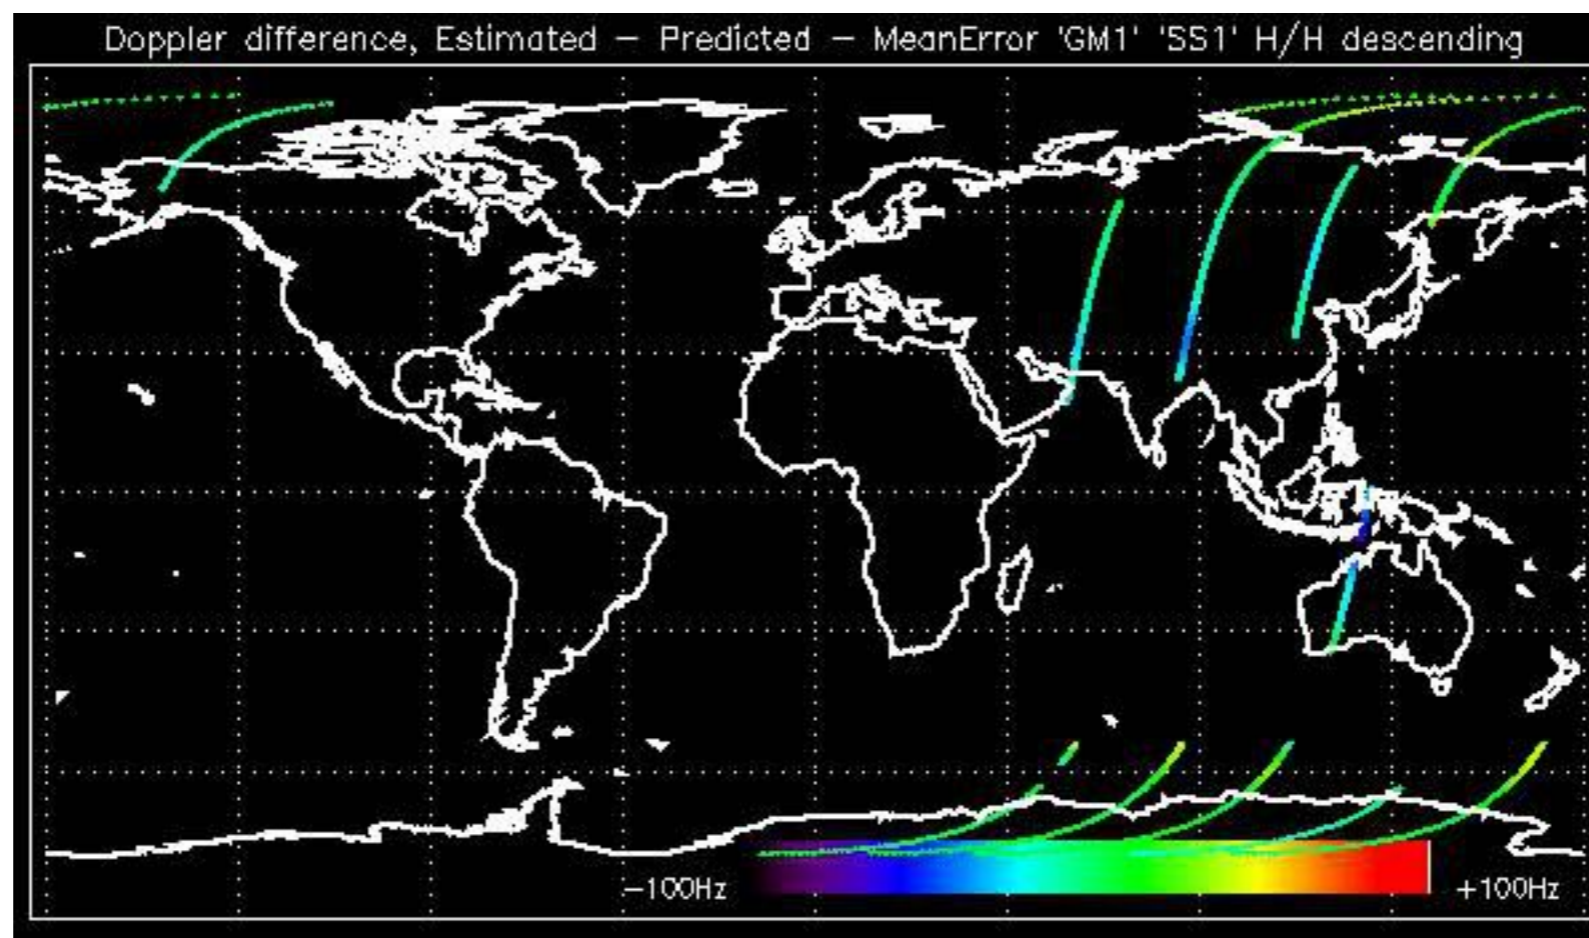 Doppler difference, Estimated – Predicted – MeanError 'GM1' 'SS1' H/H descending
–100Hz +100Hz